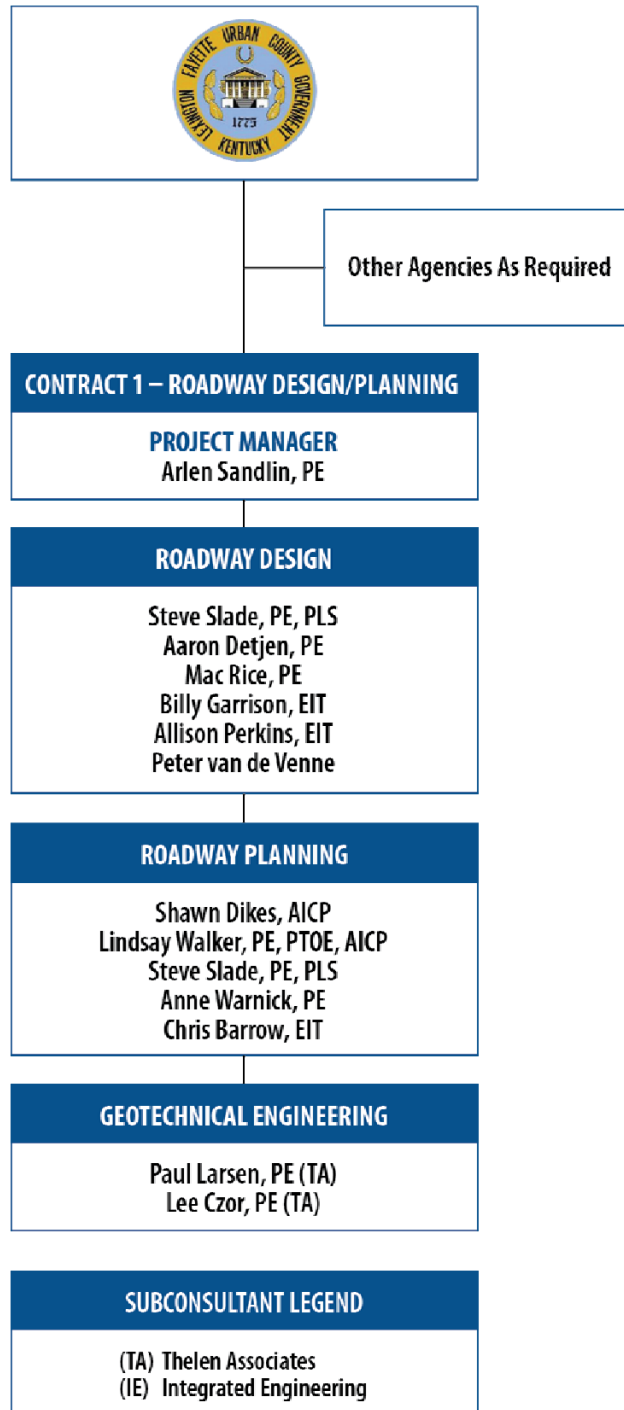 LEXINGTON FAYETTE URBAN COUNTY GOVERNMENT
1775
KENTUCKY
Other Agencies As Required
CONTRACT 1 – ROADWAY DESIGN/PLANNING
PROJECT MANAGER
Arlen Sandlin, PE
ROADWAY DESIGN
Steve Slade, PE, PLS
Aaron Detjen, PE
Mac Rice, PE
Billy Garrison, EIT
Allison Perkins, EIT
Peter van de Venne
ROADWAY PLANNING
Shawn Dikes, AICP
Lindsay Walker, PE, PTOE, AICP
Steve Slade, PE, PLS
Anne Warnick, PE
Chris Barrow, EIT
GEOTECHNICAL ENGINEERING
Paul Larsen, PE (TA)
Lee Czor, PE (TA)
SUBCONSULTANT LEGEND
(TA) Thelen Associates
(IE) Integrated Engineering